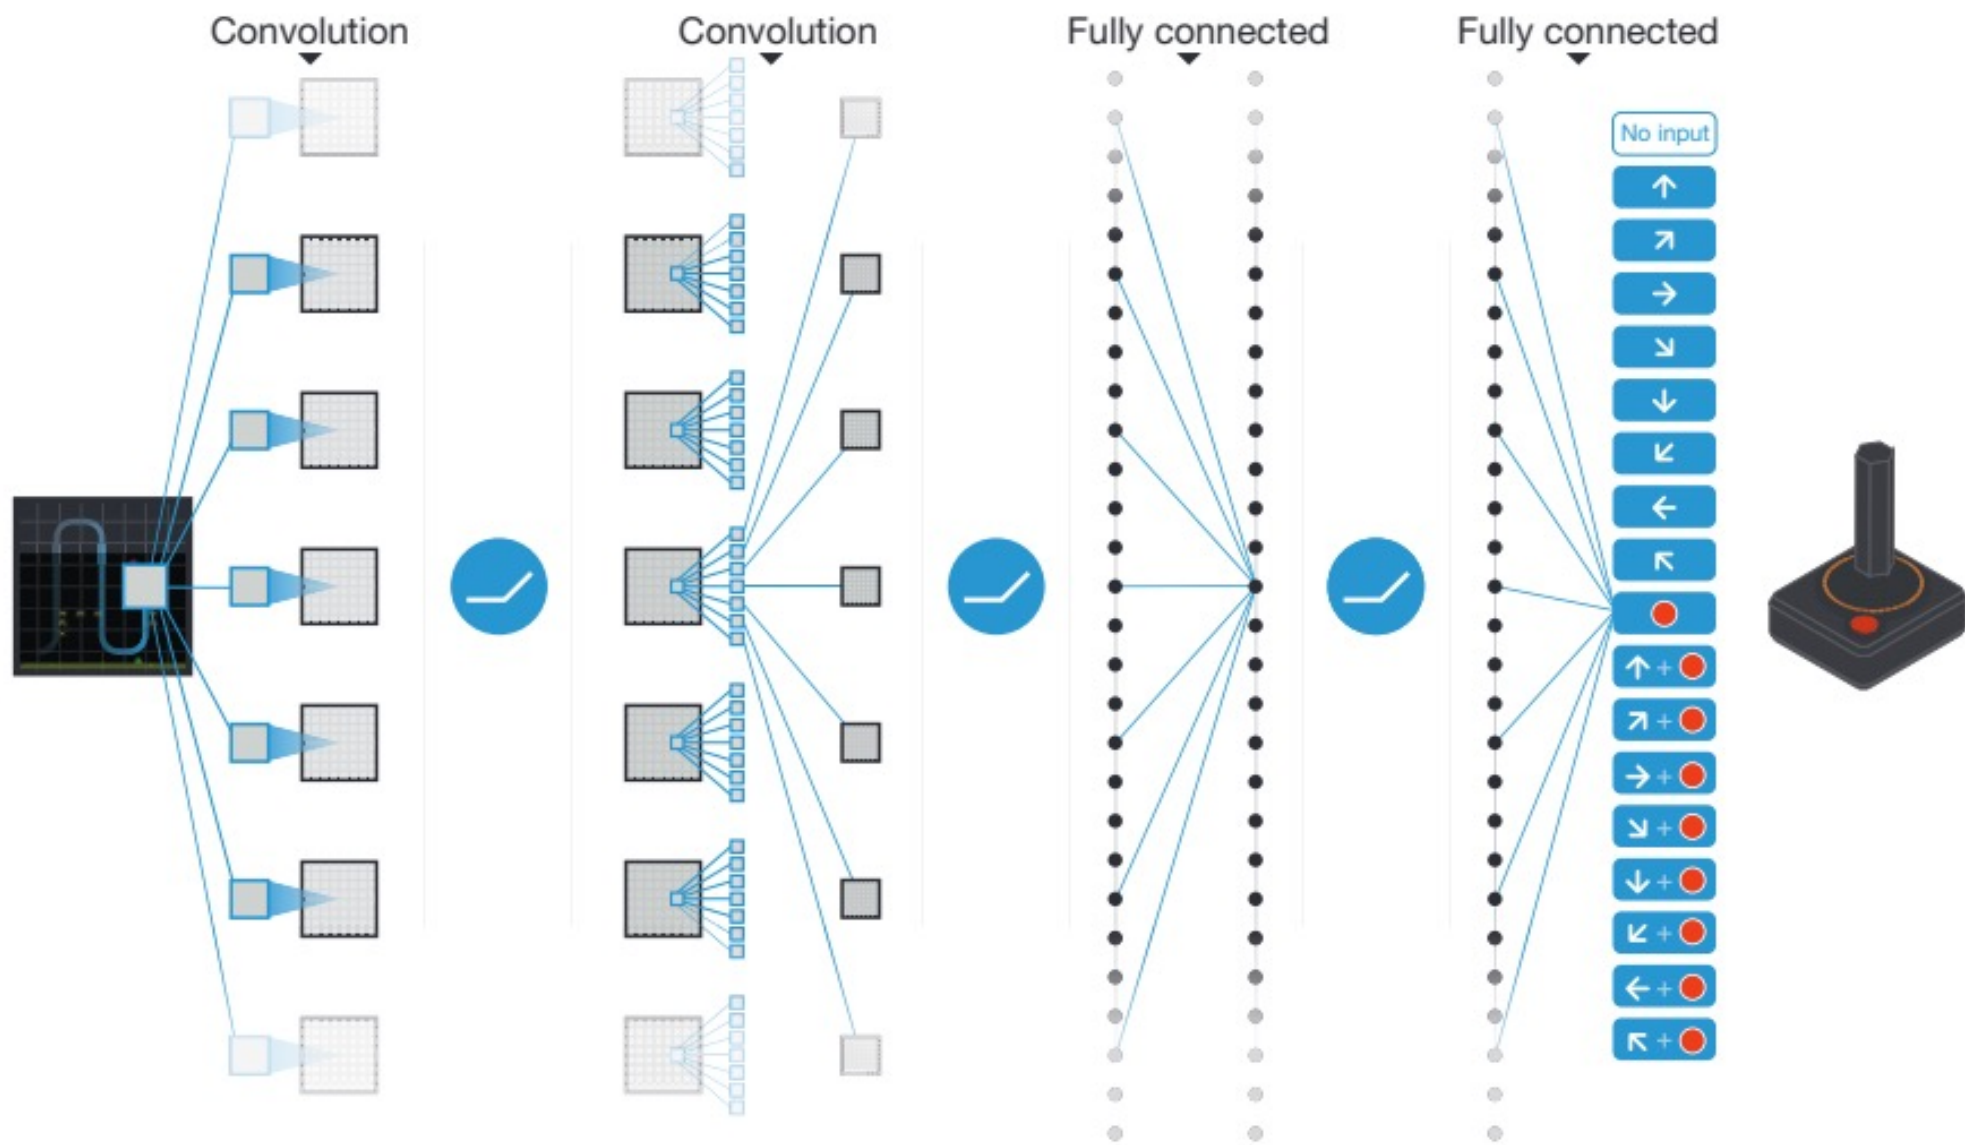 Convolution
Convolution
Fully connected
Fully connected
No input
+
+
+
+
+
+
+
+